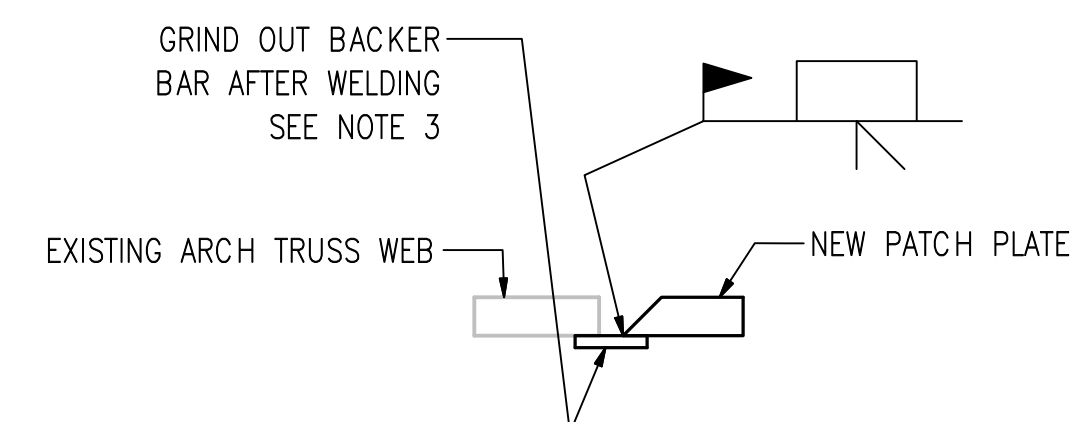 GRIND OUT BACKER
BAR AFTER WELDING
SEE NOTE 3
EXISTING ARCH TRUSS WEB
NEW PATCH PLATE